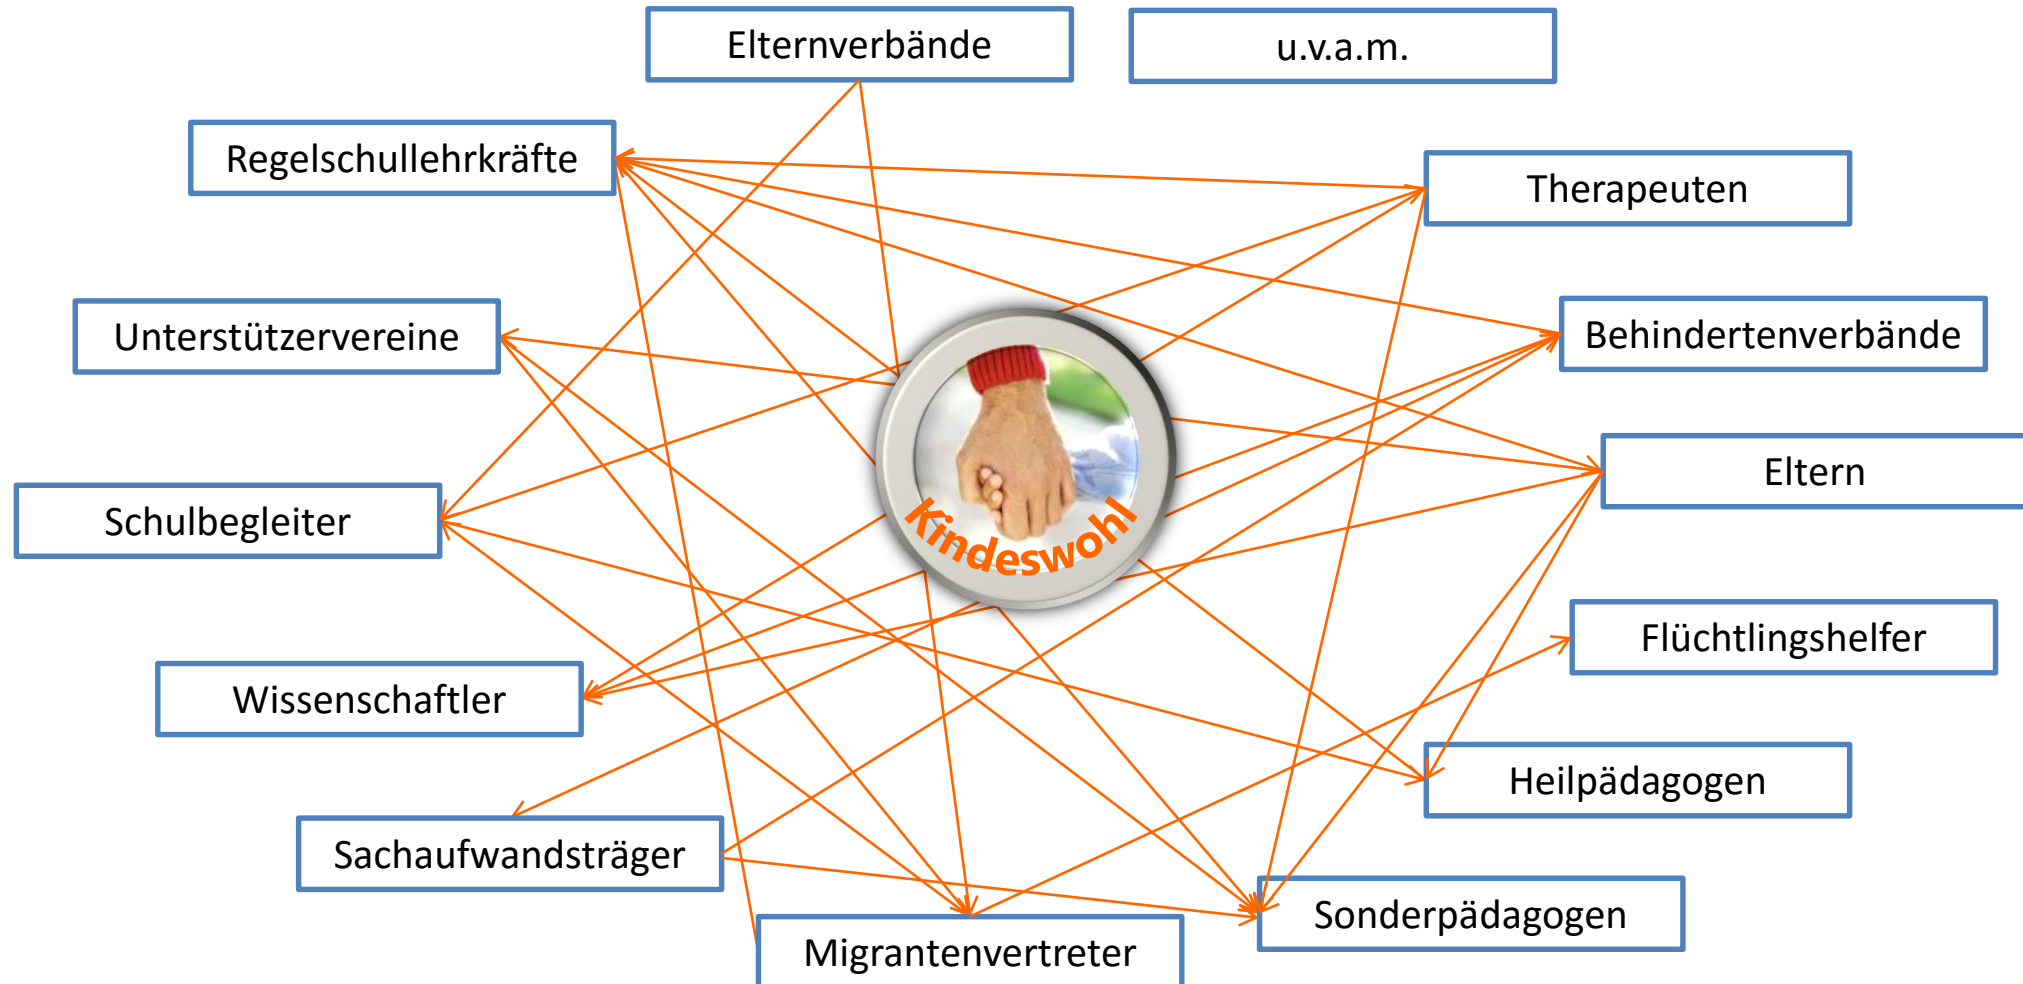 Elternverbände
u.v.a.m.
Regelschullehrkräfte
Therapeuten
Unterstützervereine
Behindertenverbände
Eltern
Schulbegleiter
Kindeswohl
Flüchtlingshelfer
Wissenschaftler
Heilpädagogen
Sachaufwandsträger
Sonderpädagogen
Migrantenvertreter